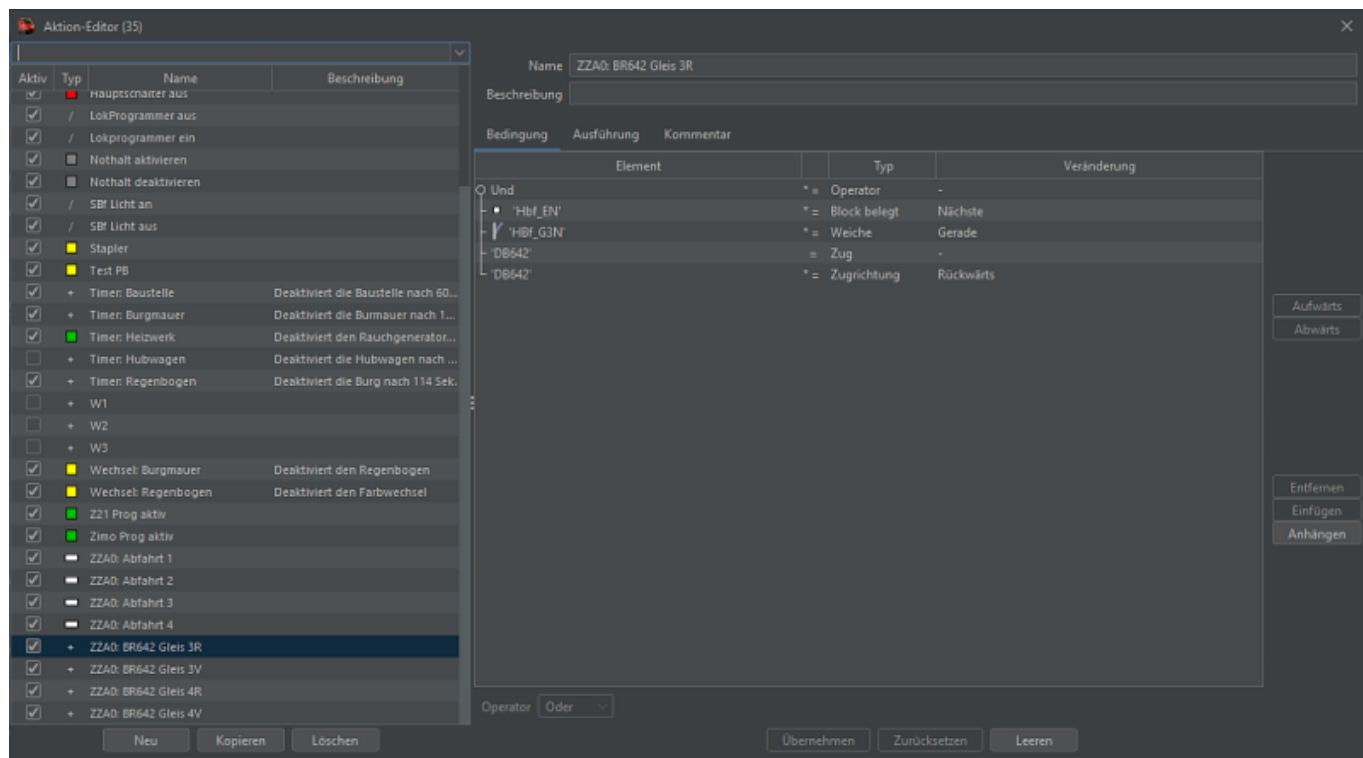 Aktion-Editor (35)
Aktiv Typ Name Beschreibung
Hauptschalter aus
/ LokProgrammer aus
/ Lokprogrammer ein
Nothalt aktivieren
Nothalt deaktivieren
/ SBf Licht an
/ SBf Licht aus
Stapler
Test PB
+ Timer: Baustelle Deaktiviert die Baustelle nach 60...
+ Timer: Burgmauer Deaktiviert die Burmauer nach 1...
Timer: Heizwerk Deaktiviert den Rauchgenerator...
+ Timer: Hubwagen Deaktiviert die Hubwagen nach ...
+ Timer: Regenbogen Deaktiviert die Burg nach 114 Sek.
+ W1
+ W2
+ W3
Wechsel: Burgmauer Deaktiviert den Regenbogen
Wechsel: Regenbogen Deaktiviert den Farbwechsel
Z21 Prog aktiv
Zimo Prog aktiv
ZZA0: Abfahrt 1
ZZA0: Abfahrt 2
ZZA0: Abfahrt 3
ZZA0: Abfahrt 4
+ ZZA0: BR642 Gleis 3R
+ ZZA0: BR642 Gleis 3V
+ ZZA0: BR642 Gleis 4R
+ ZZA0: BR642 Gleis 4V
Neu Kopieren Löschen
Name ZZA0: BR642 Gleis 3R
Beschreibung
Bedingung Ausführung Kommentar
Element Typ Veränderung
Und * = Operator -
'Hbf_EN' * = Block belegt Nächste
'HBf_G3N' * = Weiche Gerade
'DB642' = Zug -
'DB642' * = Zugrichtung Rückwärts
Aufwärts
Abwärts
Entfernen
Einfügen
Anhängen
Operator Oder
Übernehmen Zurücksetzen Leeren